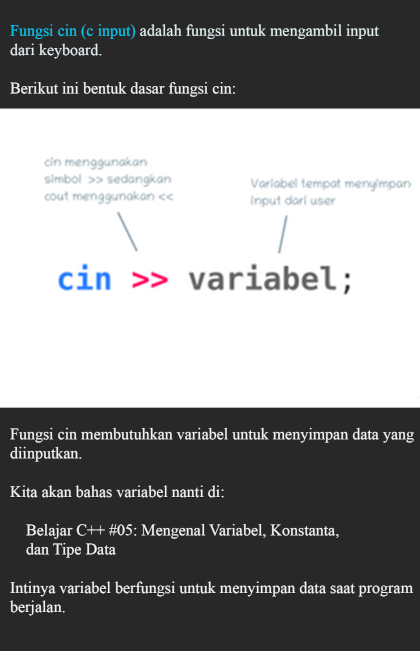 Fungsi cin (c input) adalah fungsi untuk mengambil input
dari keyboard.
Berikut ini bentuk dasar fungsi cin:
cin menggunakan
simbol >> sedangkan
cout menggunakan <<
Variabel tempat menyimpan
input dari user
cin >> variabel;
Fungsi cin membutuhkan variabel untuk menyimpan data yang
diinputkan.
Kita akan bahas variabel nanti di:
Belajar C++ #05: Mengenal Variabel, Konstanta,
dan Tipe Data
Intinya variabel berfungsi untuk menyimpan data saat program
berjalan.